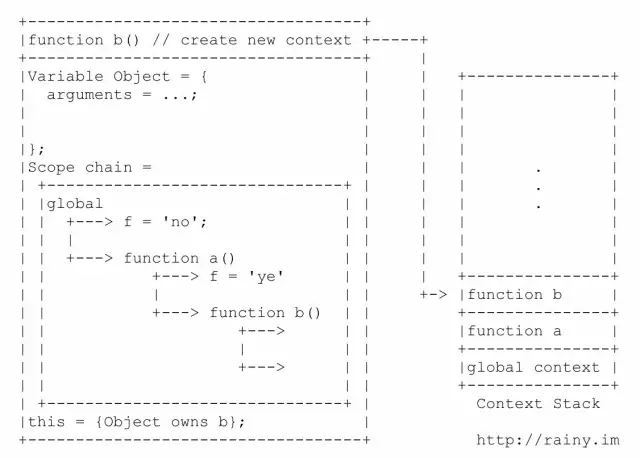 function b() // create new context
Variable Object = {
arguments = ...;
};
Scope chain =
global
+---> f = 'no';
+---> function a()
+---> f = 'ye'
+---> function b()
+--->
+--->
this = {Object owns b};
.
.
.
+-> |function b
function a
global context
Context Stack
http://rainy.im